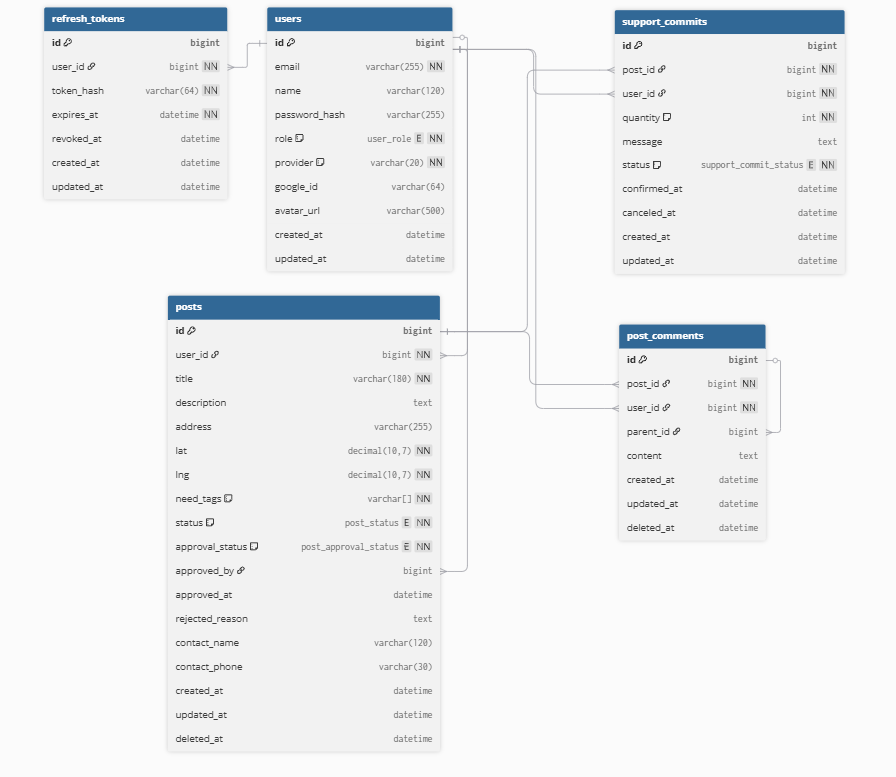 refresh_tokens
id bigint
user_id bigint NN
token_hash varchar(64) NN
expires_at datetime NN
revoked_at datetime
created_at datetime
updated_at datetime
users
id bigint
email varchar(255) NN
name varchar(120)
password_hash varchar(255)
role user_role E NN
provider varchar(20) NN
google_id varchar(64)
avatar_url varchar(500)
created_at datetime
updated_at datetime
support_commits
id bigint
post_id bigint NN
user_id bigint NN
quantity int NN
message text
status support_commit_status E NN
confirmed_at datetime
canceled_at datetime
created_at datetime
updated_at datetime
posts
id bigint
user_id bigint NN
title varchar(180) NN
description text
address varchar(255)
lat decimal(10,7) NN
lng decimal(10,7) NN
need_tags varchar[] NN
status post_status E NN
approval_status post_approval_status E NN
approved_by bigint
approved_at datetime
rejected_reason text
contact_name varchar(120)
contact_phone varchar(30)
created_at datetime
updated_at datetime
deleted_at datetime
post_comments
id bigint
post_id bigint NN
user_id bigint NN
parent_id bigint
content text
created_at datetime
updated_at datetime
deleted_at datetime